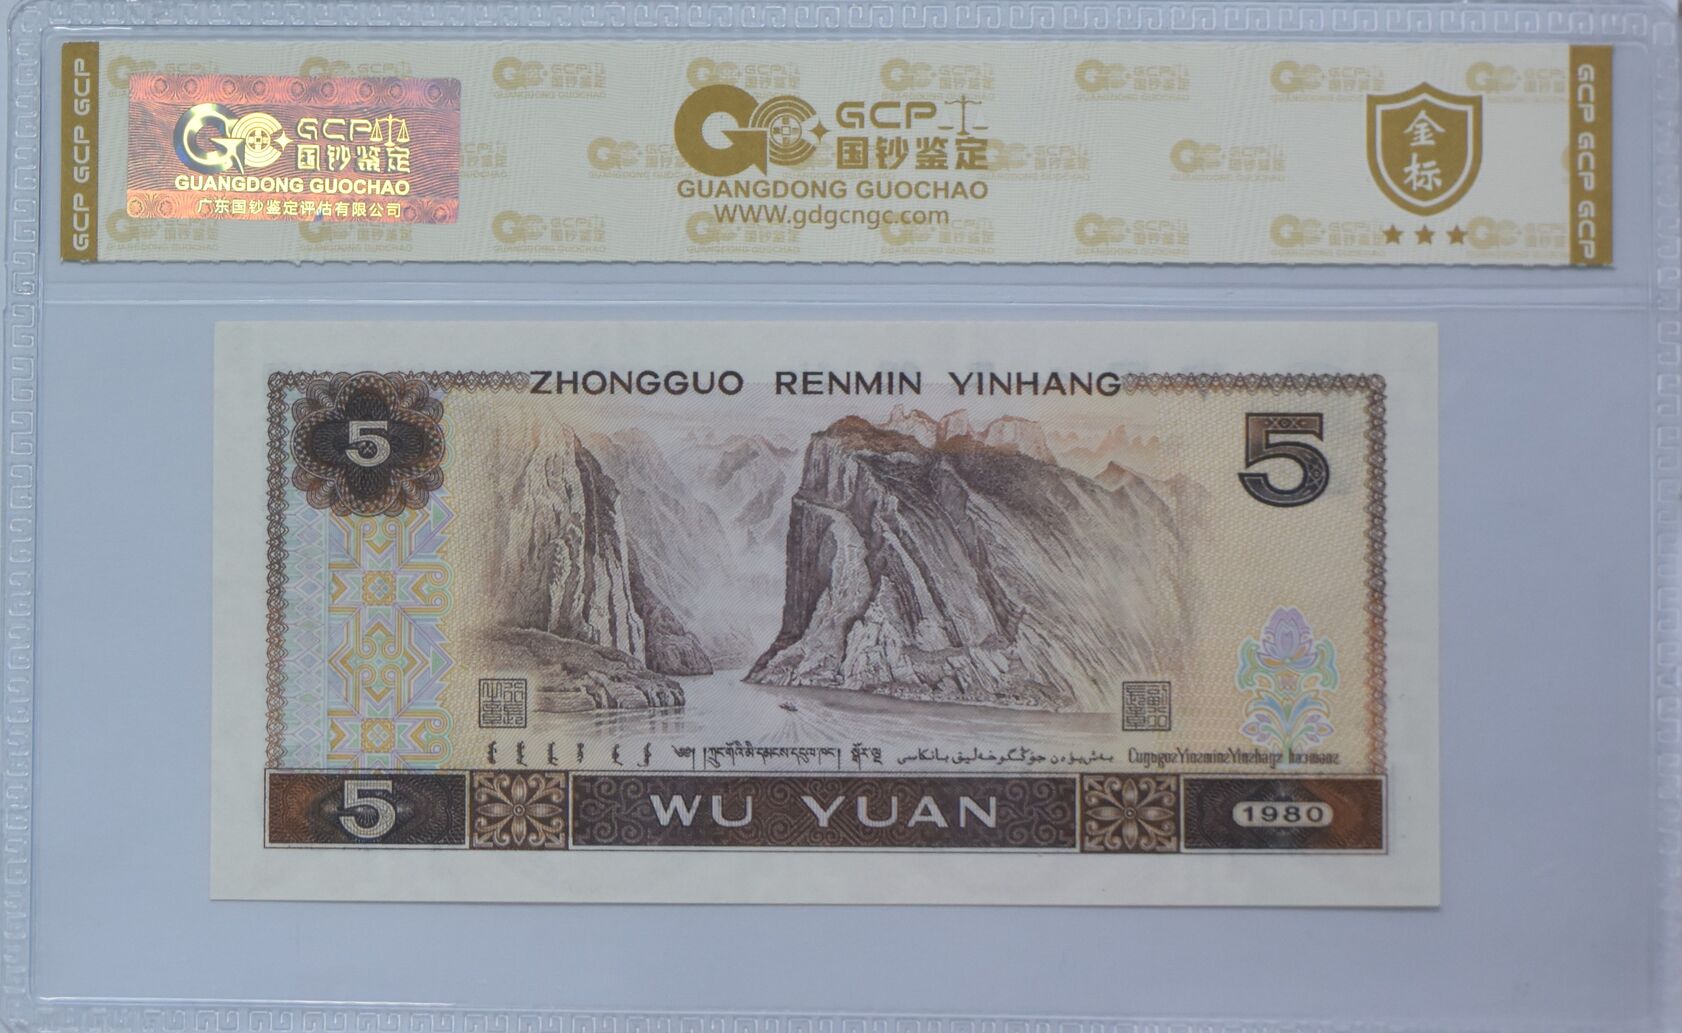 GCP GCP GCP
GCP
国钞鉴定
GUANGDONG GUOCHAO
广东国钞鉴定评估有限公司
GCP
国钞鉴定
GUANGDONG GUOCHAO
WWW.gdgcngc.com
金标
GCP GCP GCP
ZHONGGUO RENMIN YINHANG
5
5
5
WU YUAN
1980